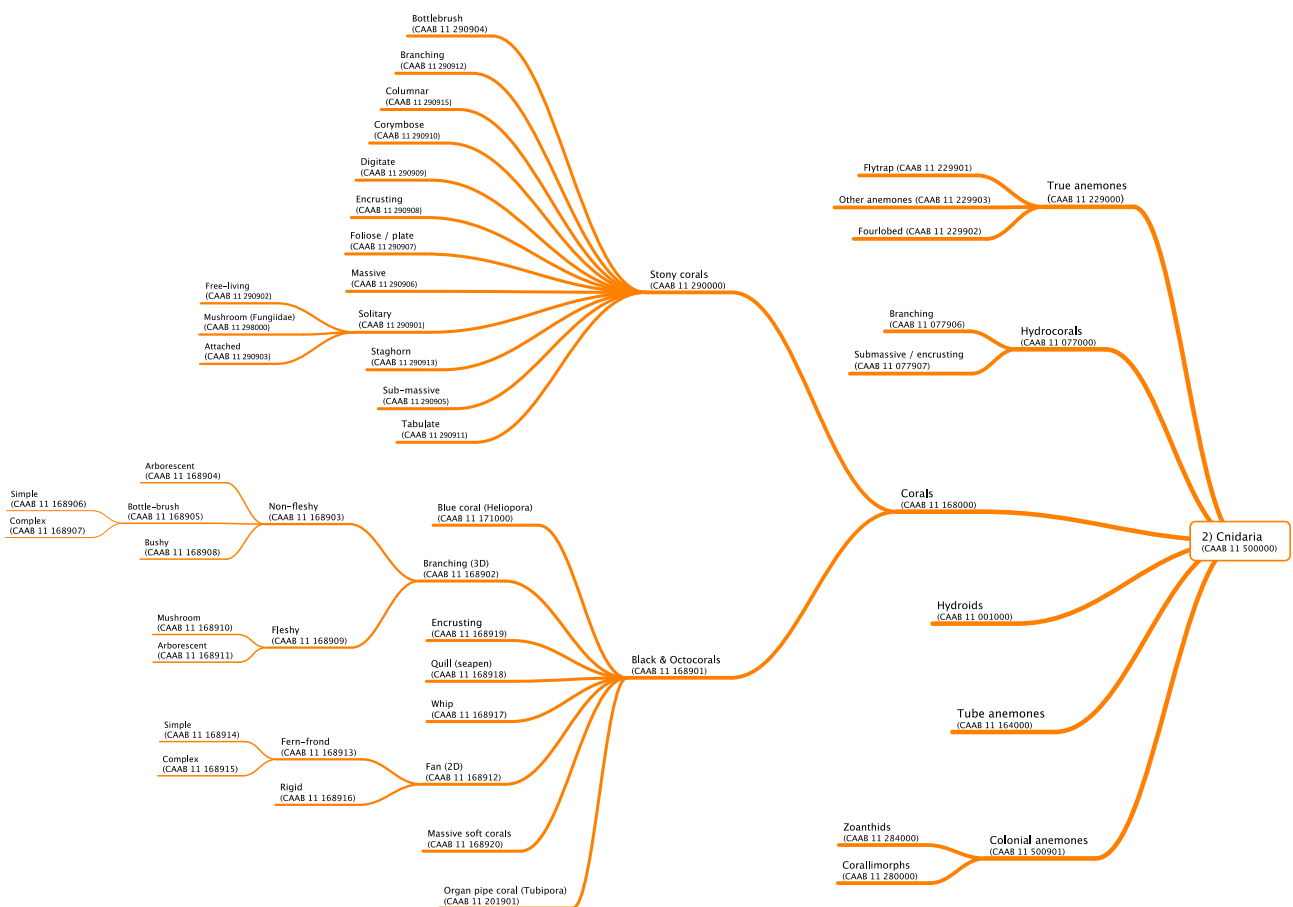 Bottlebrush
(CAAB 11 290904)
Branching
(CAAB 11 290912)
Columnar
(CAAB 11 290915)
Corymbose
(CAAB 11 290910)
Digitate
(CAAB 11 290909)
Encrusting
(CAAB 11 290908)
Foliose / plate
(CAAB 11 290907)
Massive
(CAAB 11 290906)
Free-living
(CAAB 11 290902)
Mushroom (Fungiidae)
(CAAB 11 298000)
Attached
(CAAB 11 290903)
Solitary
(CAAB 11 290901)
Staghorn
(CAAB 11 290913)
Sub-massive
(CAAB 11 290905)
Tabulate
(CAAB 11 290911)
Stony corals
(CAAB 11 290000)
Arborescent
(CAAB 11 168904)
Simple
(CAAB 11 168906)
Complex
(CAAB 11 168907)
Bottle-brush
(CAAB 11 168905)
Bushy
(CAAB 11 168908)
Non-fleshy
(CAAB 11 168903)
Mushroom
(CAAB 11 168910)
Arborescent
(CAAB 11 168911)
Fleshy
(CAAB 11 168909)
Blue coral (Heliopora)
(CAAB 11 171000)
Branching (3D)
(CAAB 11 168902)
Encrusting
(CAAB 11 168919)
Quill (seapen)
(CAAB 11 168918)
Whip
(CAAB 11 168917)
Simple
(CAAB 11 168914)
Complex
(CAAB 11 168915)
Fern-frond
(CAAB 11 168913)
Rigid
(CAAB 11 168916)
Fan (2D)
(CAAB 11 168912)
Massive soft corals
(CAAB 11 168920)
Organ pipe coral (Tubipora)
(CAAB 11 201901)
Black & Octocorals
(CAAB 11 168901)
Flytrap (CAAB 11 229901)
Other anemones (CAAB 11 229903)
Fourlobed (CAAB 11 229902)
True anemones
(CAAB 11 229000)
Branching
(CAAB 11 077906)
Submassive / encrusting
(CAAB 11 077907)
Hydrocorals
(CAAB 11 077000)
Corals
(CAAB 11 168000)
Hydroids
(CAAB 11 001000)
Tube anemones
(CAAB 11 164000)
Zoanthids
(CAAB 11 284000)
Corallimorphs
(CAAB 11 280000)
Colonial anemones
(CAAB 11 500901)
2) Cnidaria
(CAAB 11 500000)